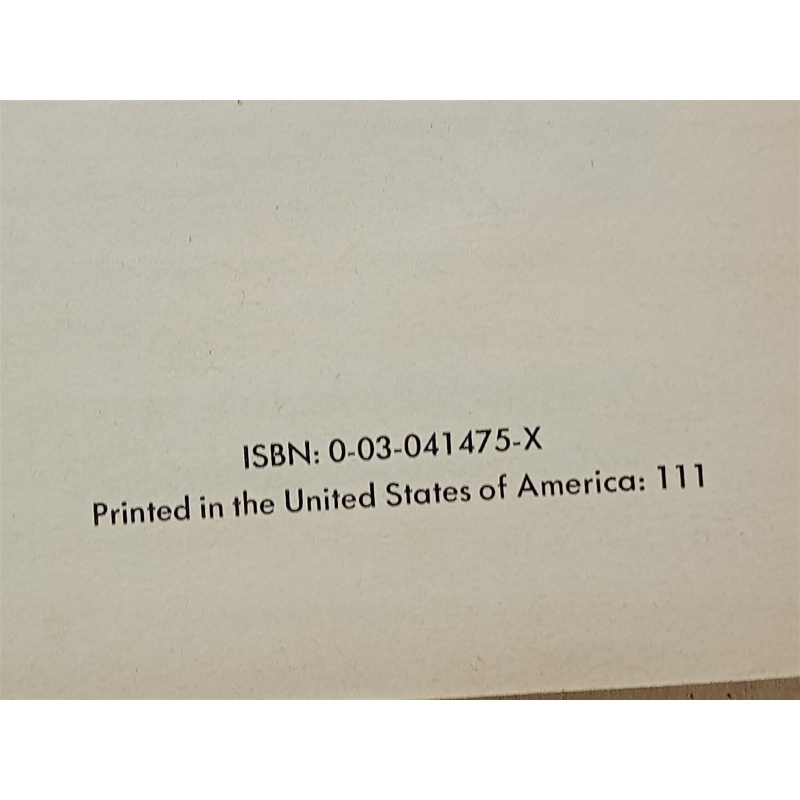 ISBN: 0-03-041475-X
Printed in the United States of America: 111